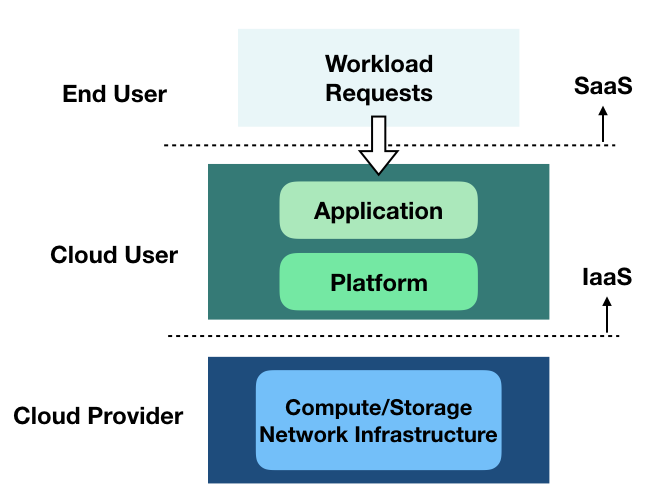 End User
Workload
Requests
SaaS
Cloud User
Application
Platform
IaaS
Cloud Provider
Compute/Storage
Network Infrastructure